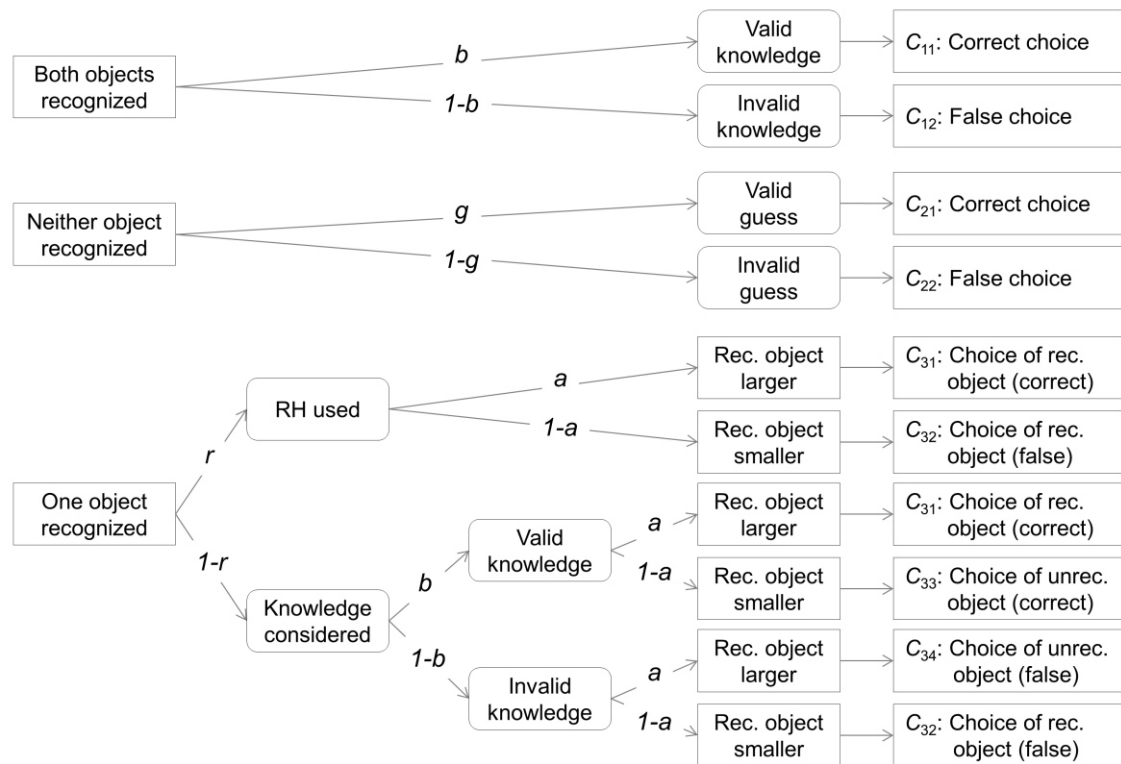 Both objects
recognized
b
1-b
Valid
knowledge
C11: Correct choice
Invalid
knowledge
C12: False choice
Neither object
recognized
g
1-g
Valid
guess
C21: Correct choice
Invalid
guess
C22: False choice
One object
recognized
r
1-r
RH used
a
1-a
Rec. object
larger
C31: Choice of rec.
object (correct)
Rec. object
smaller
C32: Choice of rec.
object (false)
Knowledge
considered
b
1-b
Valid
knowledge
a
1-a
Rec. object
larger
C31: Choice of rec.
object (correct)
Rec. object
smaller
C33: Choice of unrec.
object (correct)
Invalid
knowledge
a
1-a
Rec. object
larger
C34: Choice of unrec.
object (false)
Rec. object
smaller
C32: Choice of rec.
object (false)